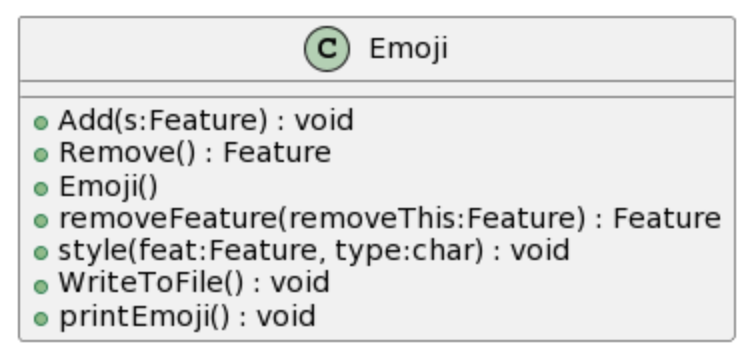 C Emoji
Add(s:Feature) : void
Remove() : Feature
Emoji()
removeFeature(removeThis:Feature) : Feature
style(feat:Feature, type:char) : void
WriteToFile() : void
printEmoji() : void